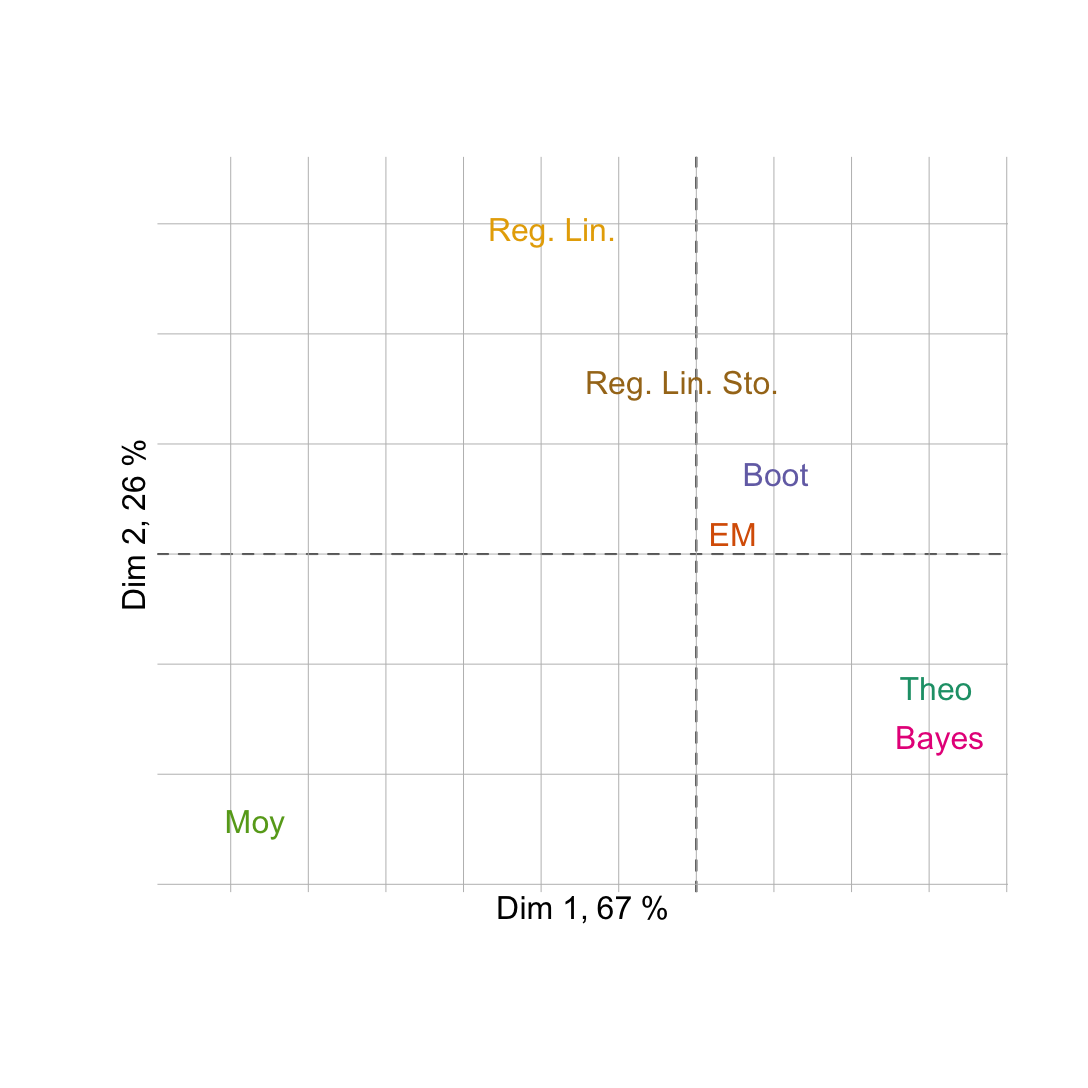 Reg. Lin.
Reg. Lin. Sto.
Boot
EM
Theo
Bayes
Moy
Dim 1, 67 %
Dim 2, 26 %